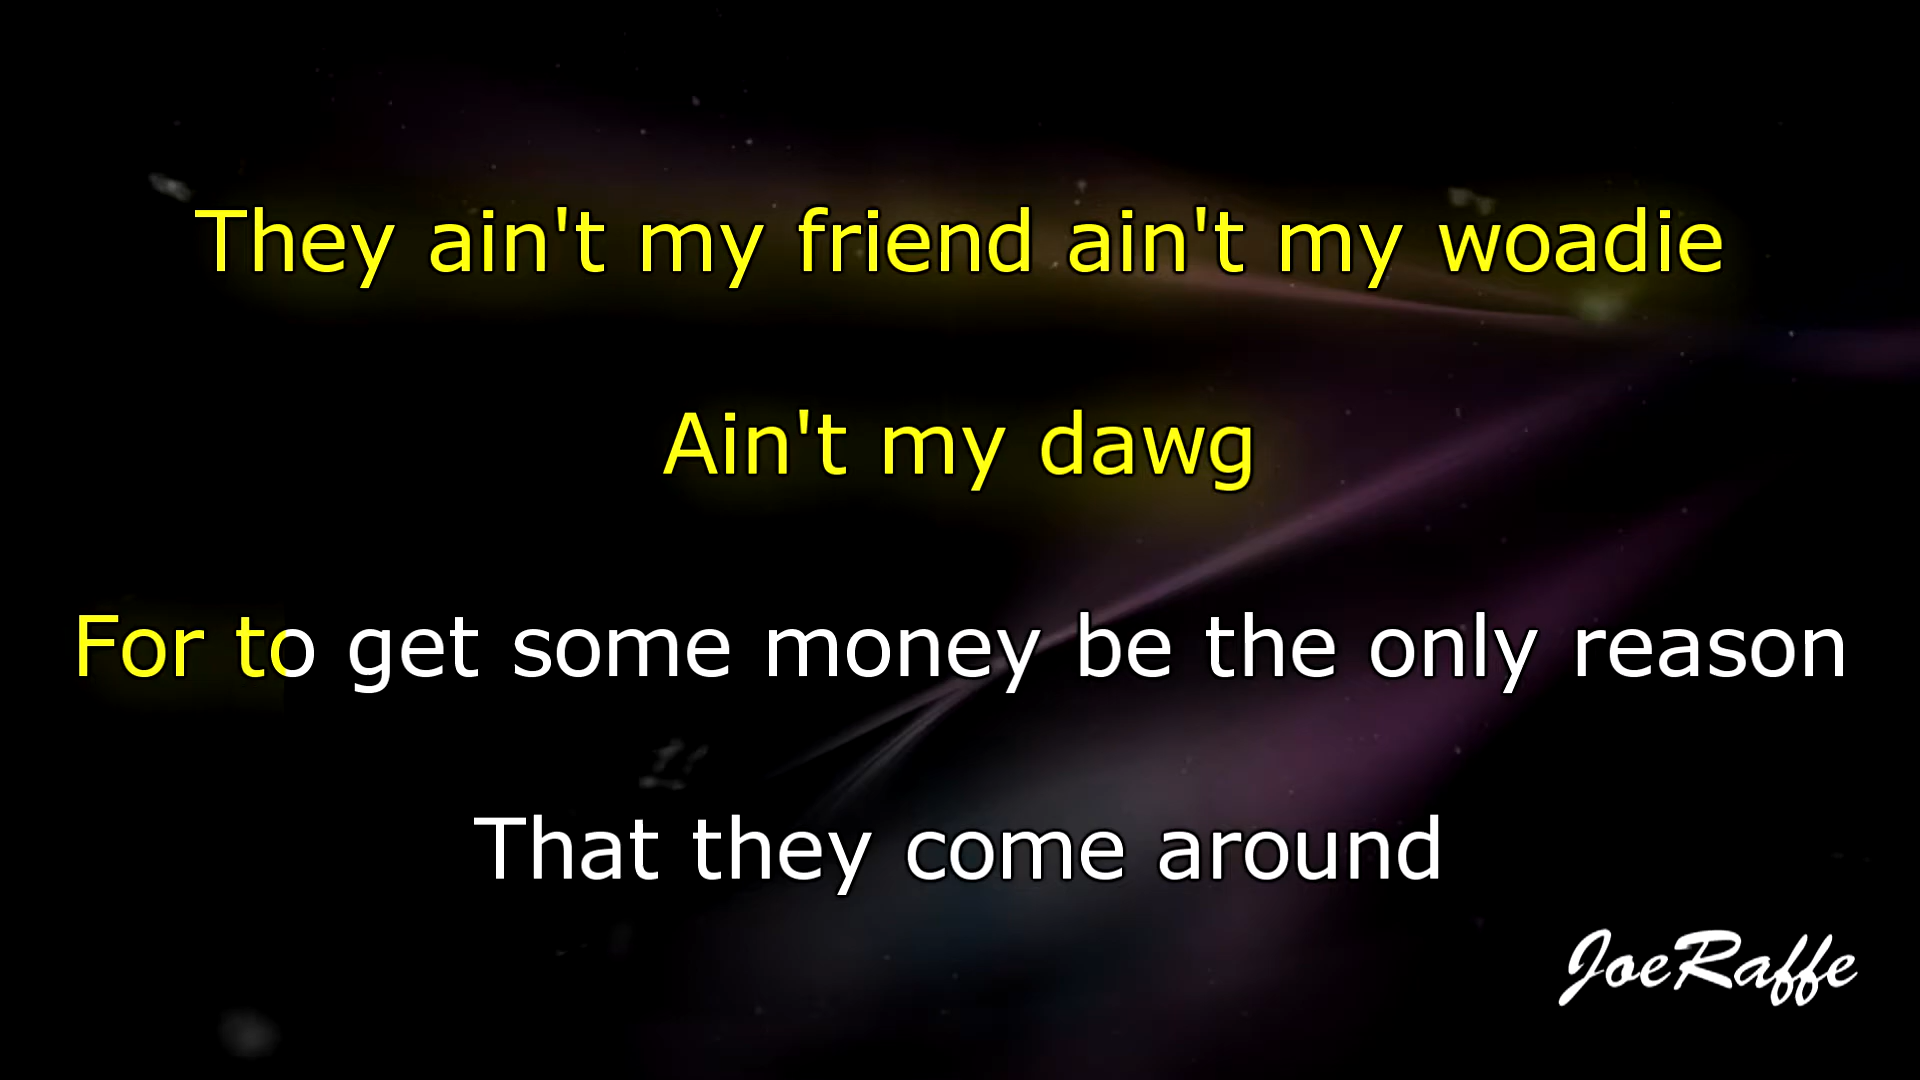 They ain't my friend ain't my woadie
Ain't my dawg
For to get some money be the only reason
That they come around
JoeRaffe